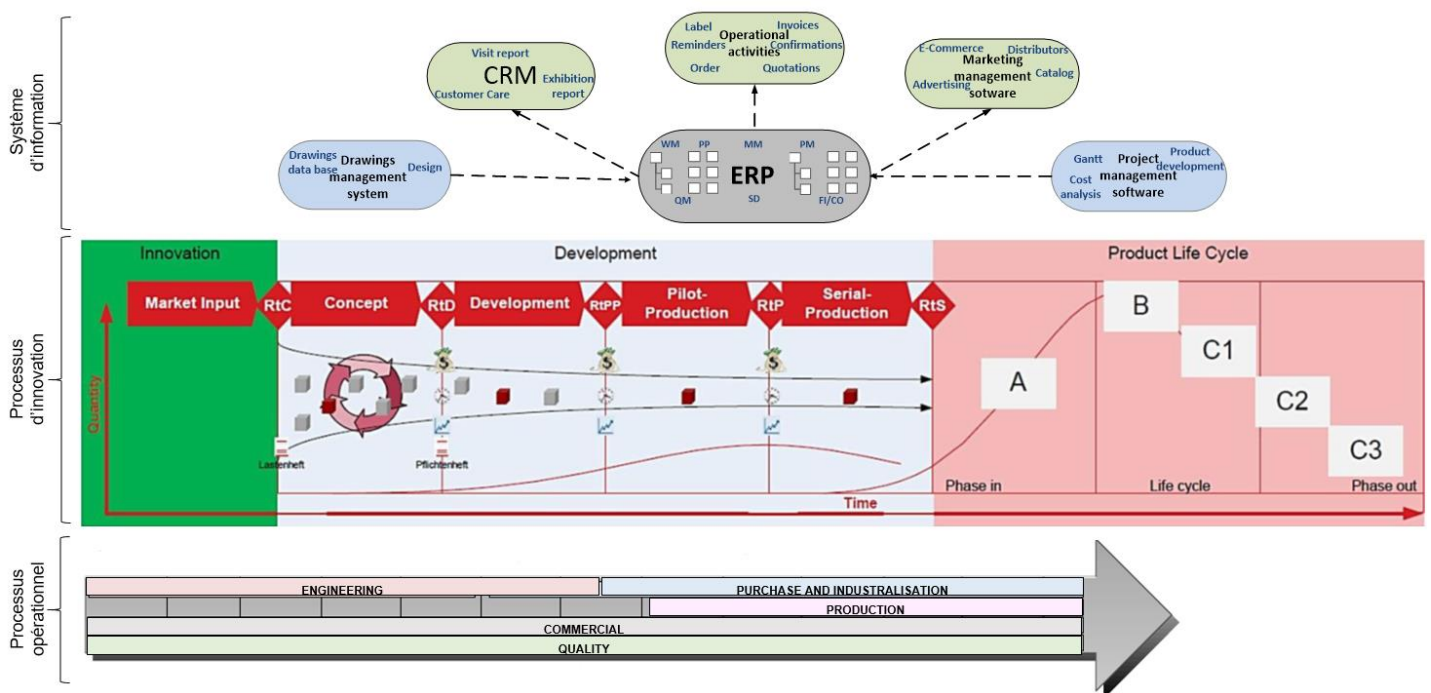 Système
d'information
Label
Invoices
Operational
activities
Reminders
Confirmations
Order
Quotations
Visit report
CRM
Exhibition
report
Customer Care
E-Commerce
Distributors
Marketing
management
sotware
Advertising
Catalog
Drawings
data base
Drawings
management
system
Design
WM
PP
MM
PM
ERP
QM
SD
FI/CO
Gantt
Project
management
software
Product
development
Cost
analysis
Processus
d'innovation
Innovation
Development
Product Life Cycle
Market Input
RtC
Concept
RtD
Development
RtPP
Pilot-
Production
RtP
Serial-
Production
RtS
Quantity
$
$
$
A
B
C1
C2
C3
Lastenheft
Pflichtenheft
Phase in
Life cycle
Phase out
Time
Processus
opérationnel
ENGINEERING
PURCHASE AND INDUSTRALISATION
PRODUCTION
COMMERCIAL
QUALITY